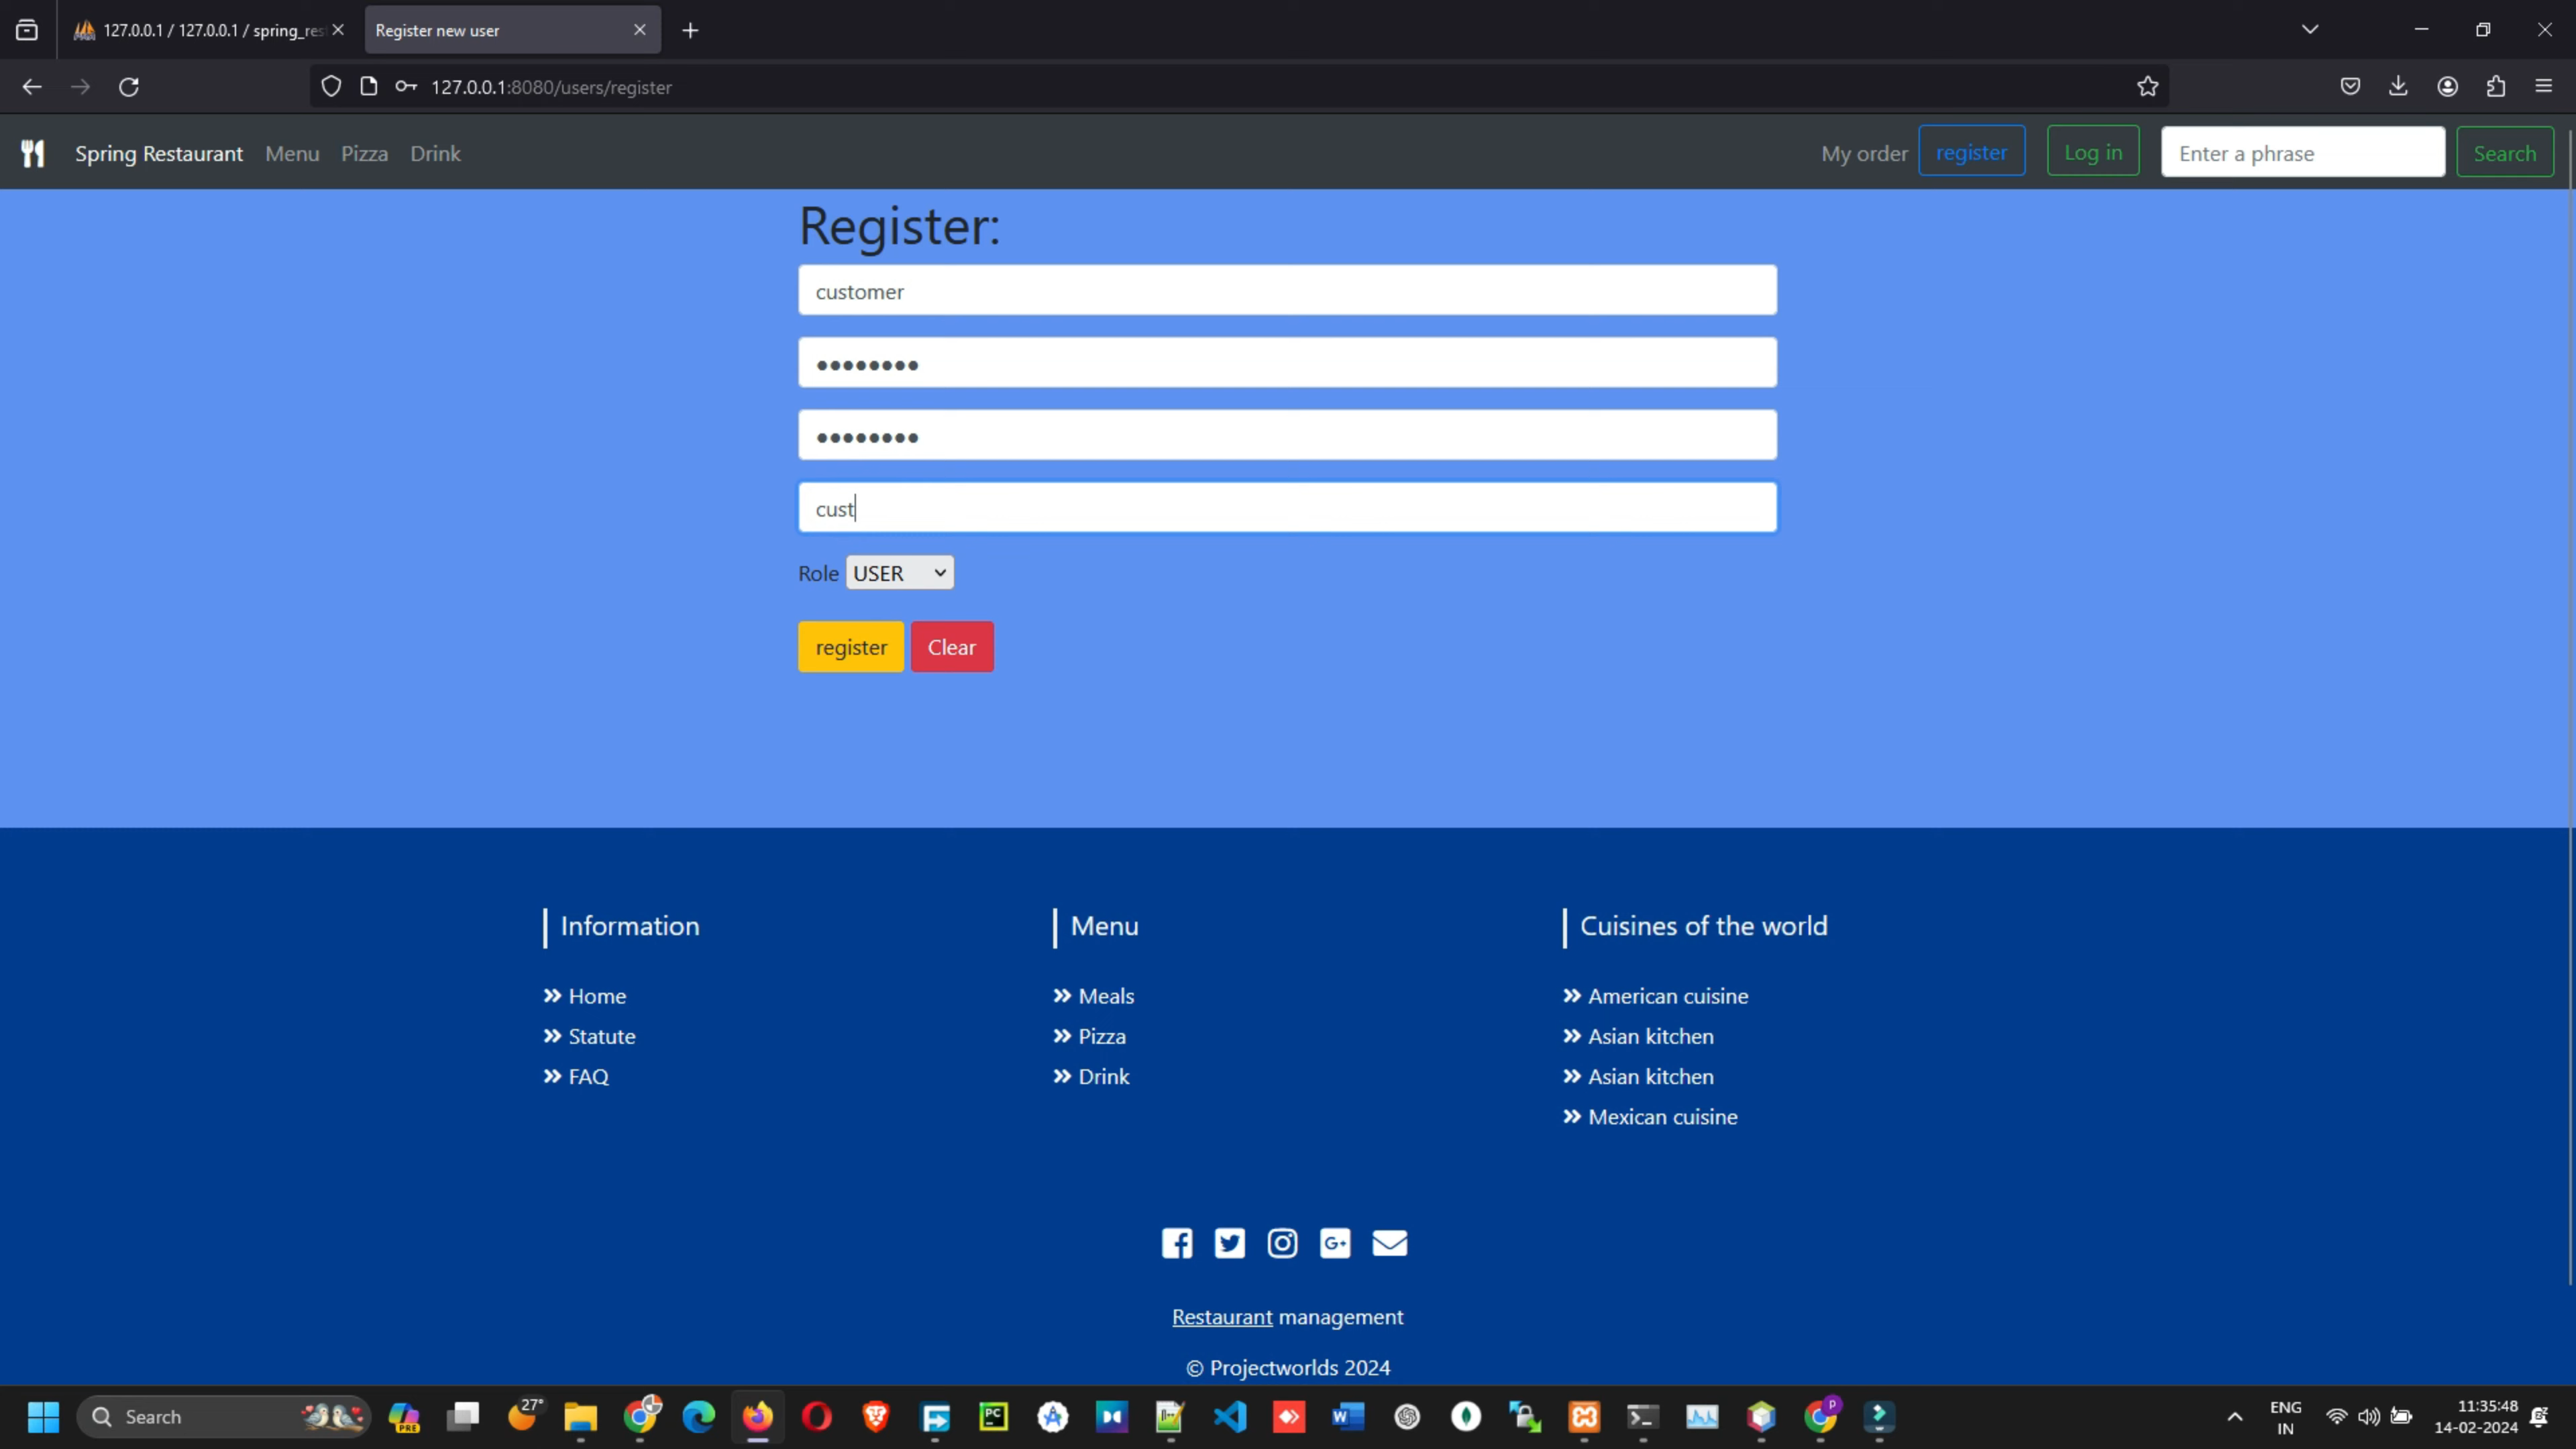 127.0.0.1 / 127.0.0.1 / spring_res
Register new user
127.0.0.1:8080/users/register
Spring Restaurant Menu Pizza Drink My order register Log in Enter a phrase Search
Register:
customer
cust
Role USER
register Clear
Information
Home
Statute
FAQ
Menu
Meals
Pizza
Drink
Cuisines of the world
American cuisine
Asian kitchen
Asian kitchen
Mexican cuisine
Restaurant management
© Projectworlds 2024
Search
PRE
27°
PC
W
P
ENG
IN
11:35:48
14-02-2024